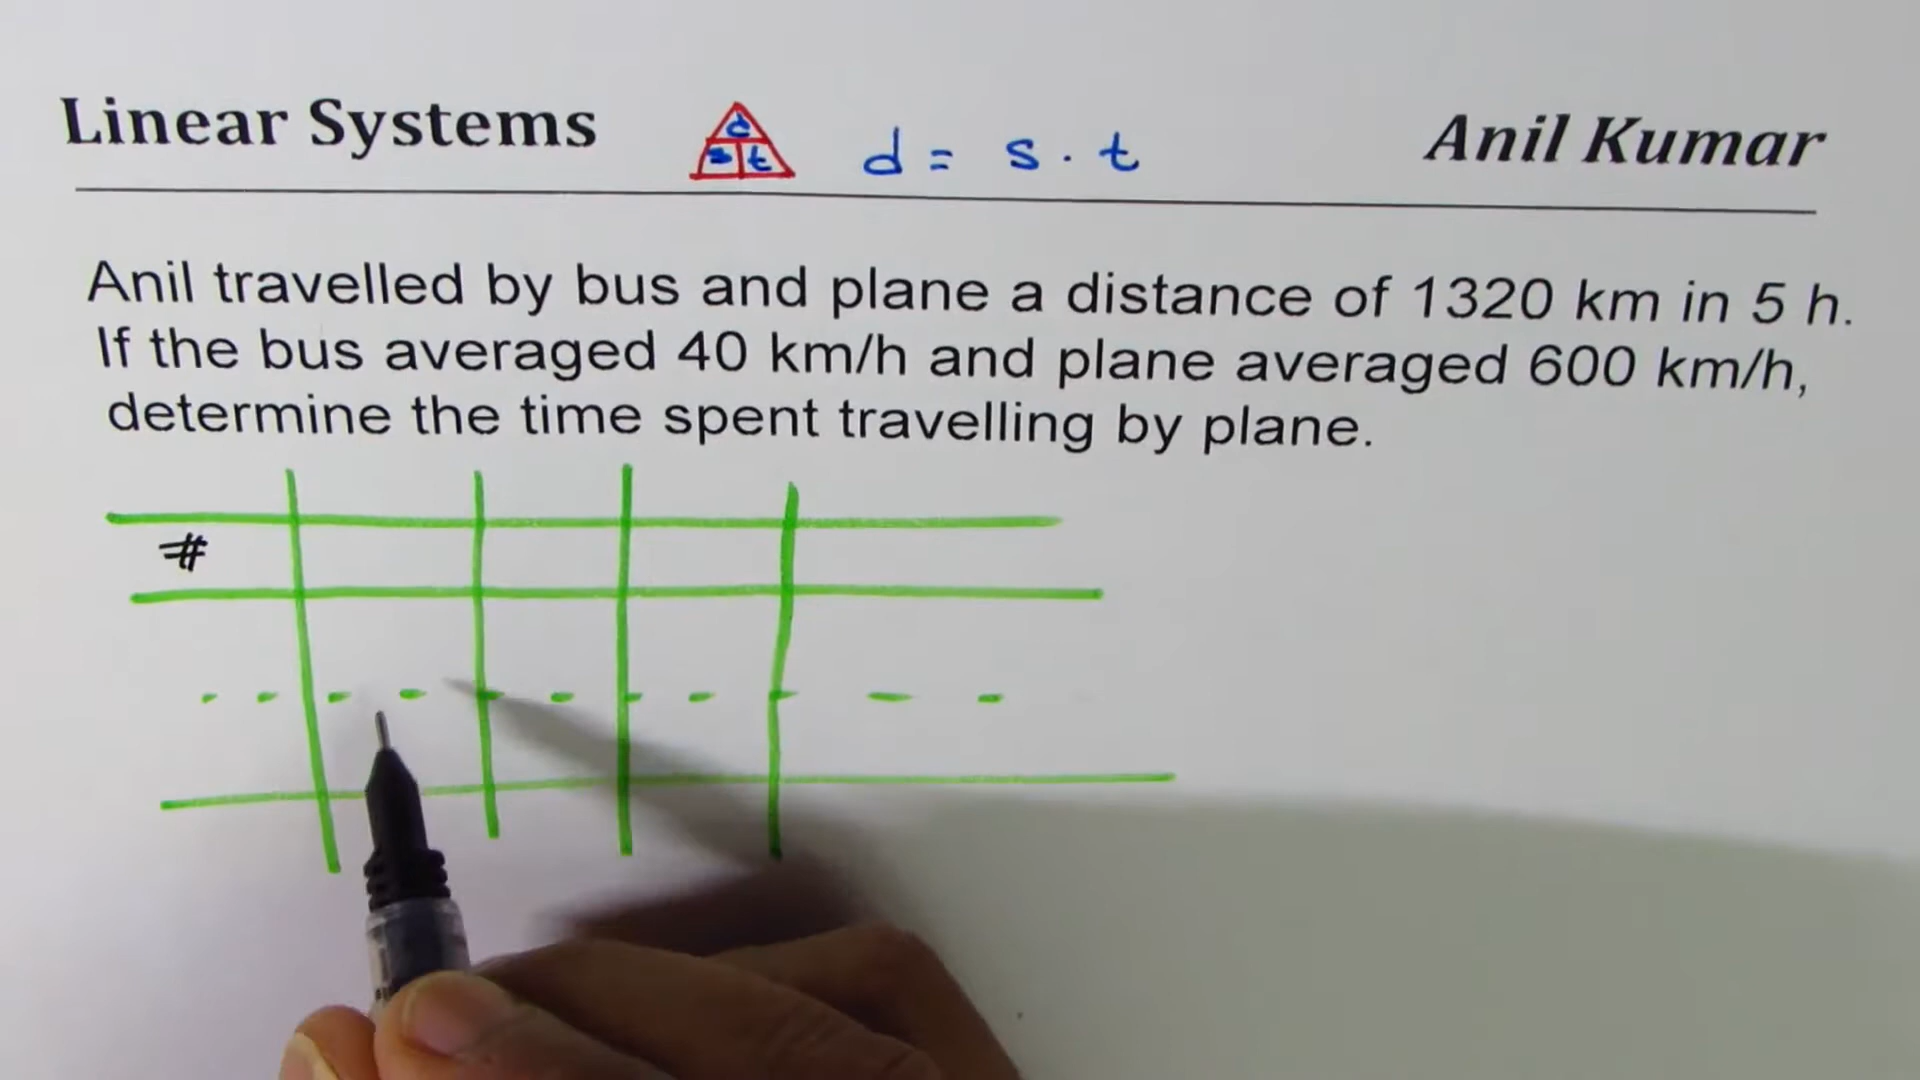 Linear Systems
d
s t
d = s . t
Anil Kumar
Anil travelled by bus and plane a distance of 1320 km in 5 h.
If the bus averaged 40 km/h and plane averaged 600 km/h,
determine the time spent travelling by plane.
#